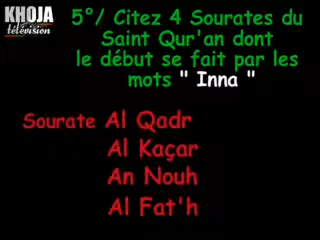 KHOJA
télévision
5°/ Citez 4 Sourates du
Saint Qur'an dont
le début se fait par les
mots " Inna "
Sourate Al Qadr
Al Kaçar
An Nouh
Al Fat'h